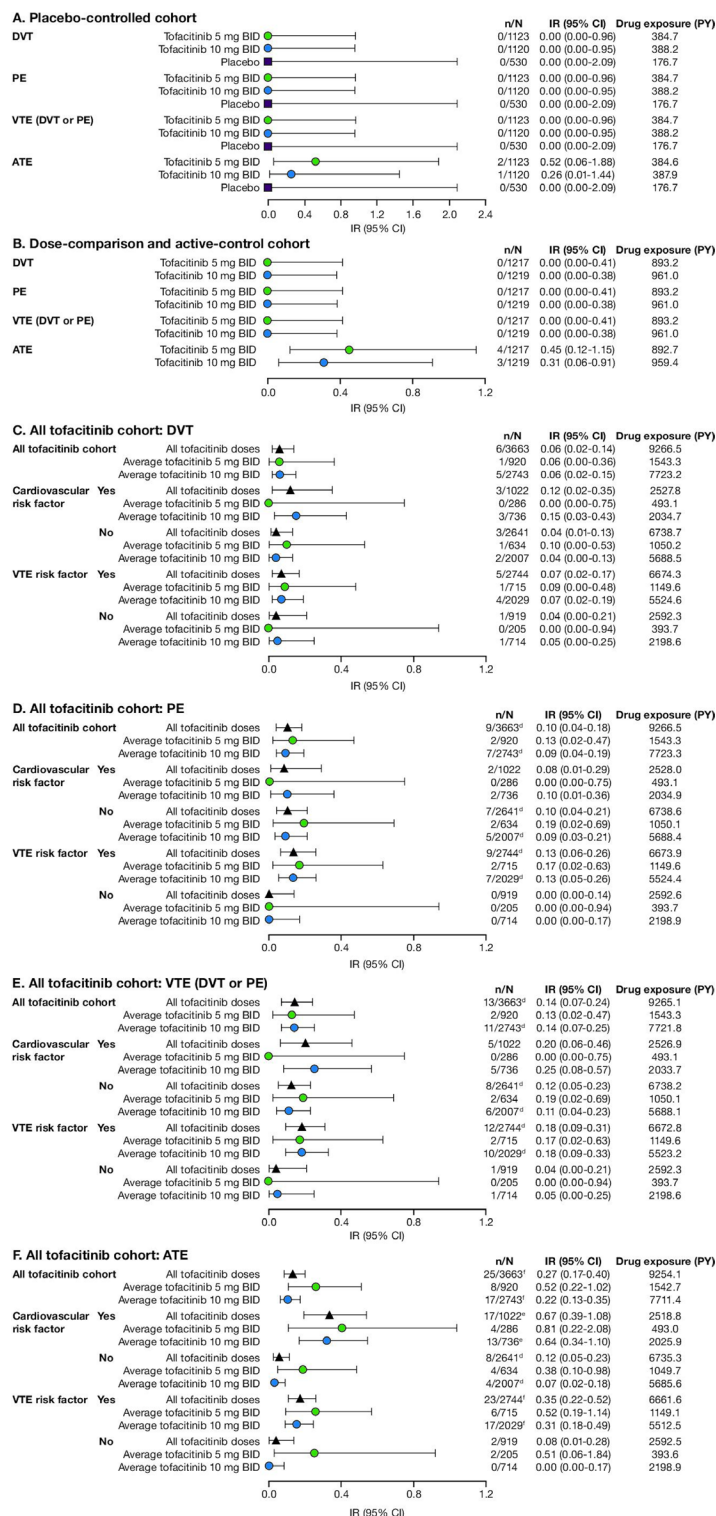 A. Placebo-controlled cohort
n/N IR (95% CI) Drug exposure (PY)
DVT Tofacitinib 5 mg BID 0/1123 0.00 (0.00-0.96) 384.7
Tofacitinib 10 mg BID 0/1120 0.00 (0.00-0.95) 388.2
Placebo 0/530 0.00 (0.00-2.09) 176.7
PE Tofacitinib 5 mg BID 0/1123 0.00 (0.00-0.96) 384.7
Tofacitinib 10 mg BID 0/1120 0.00 (0.00-0.95) 388.2
Placebo 0/530 0.00 (0.00-2.09) 176.7
VTE (DVT or PE) Tofacitinib 5 mg BID 0/1123 0.00 (0.00-0.96) 384.7
Tofacitinib 10 mg BID 0/1120 0.00 (0.00-0.95) 388.2
Placebo 0/530 0.00 (0.00-2.09) 176.7
ATE Tofacitinib 5 mg BID 2/1123 0.52 (0.06-1.88) 384.6
Tofacitinib 10 mg BID 1/1120 0.26 (0.01-1.44) 387.9
Placebo 0/530 0.00 (0.00-2.09) 176.7
0.0 0.4 0.8 1.2 1.6 2.0 2.4
IR (95% CI)
B. Dose-comparison and active-control cohort
n/N IR (95% CI) Drug exposure (PY)
DVT Tofacitinib 5 mg BID 0/1217 0.00 (0.00-0.41) 893.2
Tofacitinib 10 mg BID 0/1219 0.00 (0.00-0.38) 961.0
PE Tofacitinib 5 mg BID 0/1217 0.00 (0.00-0.41) 893.2
Tofacitinib 10 mg BID 0/1219 0.00 (0.00-0.38) 961.0
VTE (DVT or PE) Tofacitinib 5 mg BID 0/1217 0.00 (0.00-0.41) 893.2
Tofacitinib 10 mg BID 0/1219 0.00 (0.00-0.38) 961.0
ATE Tofacitinib 5 mg BID 4/1217 0.45 (0.12-1.15) 892.7
Tofacitinib 10 mg BID 3/1219 0.31 (0.06-0.91) 959.4
0.0 0.4 0.8 1.2
IR (95% CI)
C. All tofacitinib cohort: DVT
n/N IR (95% CI) Drug exposure (PY)
All tofacitinib cohort All tofacitinib doses 6/3663 0.06 (0.02-0.14) 9266.5
Average tofacitinib 5 mg BID 1/920 0.06 (0.00-0.36) 1543.3
Average tofacitinib 10 mg BID 5/2743 0.06 (0.02-0.15) 7723.2
Cardiovascular Yes All tofacitinib doses 3/1022 0.12 (0.02-0.35) 2527.8
risk factor Average tofacitinib 5 mg BID 0/286 0.00 (0.00-0.75) 493.1
Average tofacitinib 10 mg BID 3/736 0.15 (0.03-0.43) 2034.7
No All tofacitinib doses 3/2641 0.04 (0.01-0.13) 6738.7
Average tofacitinib 5 mg BID 1/634 0.10 (0.00-0.53) 1050.2
Average tofacitinib 10 mg BID 2/2007 0.04 (0.00-0.13) 5688.5
VTE risk factor Yes All tofacitinib doses 5/2744 0.07 (0.02-0.17) 6674.3
Average tofacitinib 5 mg BID 1/715 0.09 (0.00-0.48) 1149.6
Average tofacitinib 10 mg BID 4/2029 0.07 (0.02-0.19) 5524.6
No All tofacitinib doses 1/919 0.04 (0.00-0.21) 2592.3
Average tofacitinib 5 mg BID 0/205 0.00 (0.00-0.94) 393.7
Average tofacitinib 10 mg BID 1/714 0.05 (0.00-0.25) 2198.6
0.0 0.4 0.8 1.2
IR (95% CI)
D. All tofacitinib cohort: PE
n/N IR (95% CI) Drug exposure (PY)
All tofacitinib cohort All tofacitinib doses 9/3663ᵈ 0.10 (0.04-0.18) 9266.5
Average tofacitinib 5 mg BID 2/920 0.13 (0.02-0.47) 1543.3
Average tofacitinib 10 mg BID 7/2743ᵈ 0.09 (0.04-0.19) 7723.3
Cardiovascular Yes All tofacitinib doses 2/1022 0.08 (0.01-0.29) 2528.0
risk factor Average tofacitinib 5 mg BID 0/286 0.00 (0.00-0.75) 493.1
Average tofacitinib 10 mg BID 2/736 0.10 (0.01-0.36) 2034.9
No All tofacitinib doses 7/2641ᵈ 0.10 (0.04-0.21) 6738.6
Average tofacitinib 5 mg BID 2/634 0.19 (0.02-0.69) 1050.1
Average tofacitinib 10 mg BID 5/2007ᵈ 0.09 (0.03-0.21) 5688.4
VTE risk factor Yes All tofacitinib doses 9/2744ᵈ 0.13 (0.06-0.26) 6673.9
Average tofacitinib 5 mg BID 2/715 0.17 (0.02-0.63) 1149.6
Average tofacitinib 10 mg BID 7/2029ᵈ 0.13 (0.05-0.26) 5524.4
No All tofacitinib doses 0/919 0.00 (0.00-0.14) 2592.6
Average tofacitinib 5 mg BID 0/205 0.00 (0.00-0.94) 393.7
Average tofacitinib 10 mg BID 0/714 0.00 (0.00-0.17) 2198.9
0.0 0.4 0.8 1.2
IR (95% CI)
E. All tofacitinib cohort: VTE (DVT or PE)
n/N IR (95% CI) Drug exposure (PY)
All tofacitinib cohort All tofacitinib doses 13/3663ᵈ 0.14 (0.07-0.24) 9265.1
Average tofacitinib 5 mg BID 2/920 0.13 (0.02-0.47) 1543.3
Average tofacitinib 10 mg BID 11/2743ᵈ 0.14 (0.07-0.25) 7721.8
Cardiovascular Yes All tofacitinib doses 5/1022 0.20 (0.06-0.46) 2526.9
risk factor Average tofacitinib 5 mg BID 0/286 0.00 (0.00-0.75) 493.1
Average tofacitinib 10 mg BID 5/736 0.25 (0.08-0.57) 2033.7
No All tofacitinib doses 8/2641ᵈ 0.12 (0.05-0.23) 6738.2
Average tofacitinib 5 mg BID 2/634 0.19 (0.02-0.69) 1050.1
Average tofacitinib 10 mg BID 6/2007ᵈ 0.11 (0.04-0.23) 5688.1
VTE risk factor Yes All tofacitinib doses 12/2744ᵈ 0.18 (0.09-0.31) 6672.8
Average tofacitinib 5 mg BID 2/715 0.17 (0.02-0.63) 1149.6
Average tofacitinib 10 mg BID 10/2029ᵈ 0.18 (0.09-0.33) 5523.2
No All tofacitinib doses 1/919 0.04 (0.00-0.21) 2592.3
Average tofacitinib 5 mg BID 0/205 0.00 (0.00-0.94) 393.7
Average tofacitinib 10 mg BID 1/714 0.05 (0.00-0.25) 2198.6
0.0 0.4 0.8 1.2
IR (95% CI)
F. All tofacitinib cohort: ATE
n/N IR (95% CI) Drug exposure (PY)
All tofacitinib cohort All tofacitinib doses 25/3663ᶠ 0.27 (0.17-0.40) 9254.1
Average tofacitinib 5 mg BID 8/920 0.52 (0.22-1.02) 1542.7
Average tofacitinib 10 mg BID 17/2743ᶠ 0.22 (0.13-0.35) 7711.4
Cardiovascular Yes All tofacitinib doses 17/1022ᵉ 0.67 (0.39-1.08) 2518.8
risk factor Average tofacitinib 5 mg BID 4/286 0.81 (0.22-2.08) 493.0
Average tofacitinib 10 mg BID 13/736ᵉ 0.64 (0.34-1.10) 2025.9
No All tofacitinib doses 8/2641ᵈ 0.12 (0.05-0.23) 6735.3
Average tofacitinib 5 mg BID 4/634 0.38 (0.10-0.98) 1049.7
Average tofacitinib 10 mg BID 4/2007ᵈ 0.07 (0.02-0.18) 5685.6
VTE risk factor Yes All tofacitinib doses 23/2744ᶠ 0.35 (0.22-0.52) 6661.6
Average tofacitinib 5 mg BID 6/715 0.52 (0.19-1.14) 1149.1
Average tofacitinib 10 mg BID 17/2029ᶠ 0.31 (0.18-0.49) 5512.5
No All tofacitinib doses 2/919 0.08 (0.01-0.28) 2592.5
Average tofacitinib 5 mg BID 2/205 0.51 (0.06-1.84) 393.6
Average tofacitinib 10 mg BID 0/714 0.00 (0.00-0.17) 2198.9
0.0 0.4 0.8 1.2
IR (95% CI)